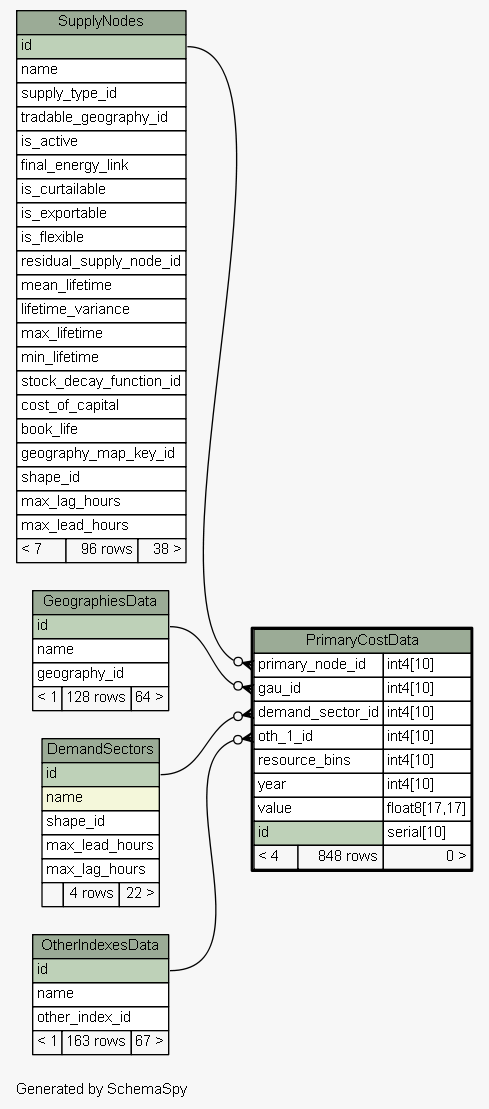 SupplyNodes
id
name
supply_type_id
tradable_geography_id
is_active
final_energy_link
is_curtailable
is_exportable
is_flexible
residual_supply_node_id
mean_lifetime
lifetime_variance
max_lifetime
min_lifetime
stock_decay_function_id
cost_of_capital
book_life
geography_map_key_id
shape_id
max_lag_hours
max_lead_hours
< 7 96 rows 38 >
GeographiesData
id
name
geography_id
< 1 128 rows 64 >
PrimaryCostData
primary_node_id int4[10]
gau_id int4[10]
demand_sector_id int4[10]
oth_1_id int4[10]
resource_bins int4[10]
year int4[10]
value float8[17,17]
id serial[10]
< 4 848 rows 0 >
DemandSectors
id
name
shape_id
max_lead_hours
max_lag_hours
4 rows 22 >
OtherIndexesData
id
name
other_index_id
< 1 163 rows 67 >
Generated by SchemaSpy